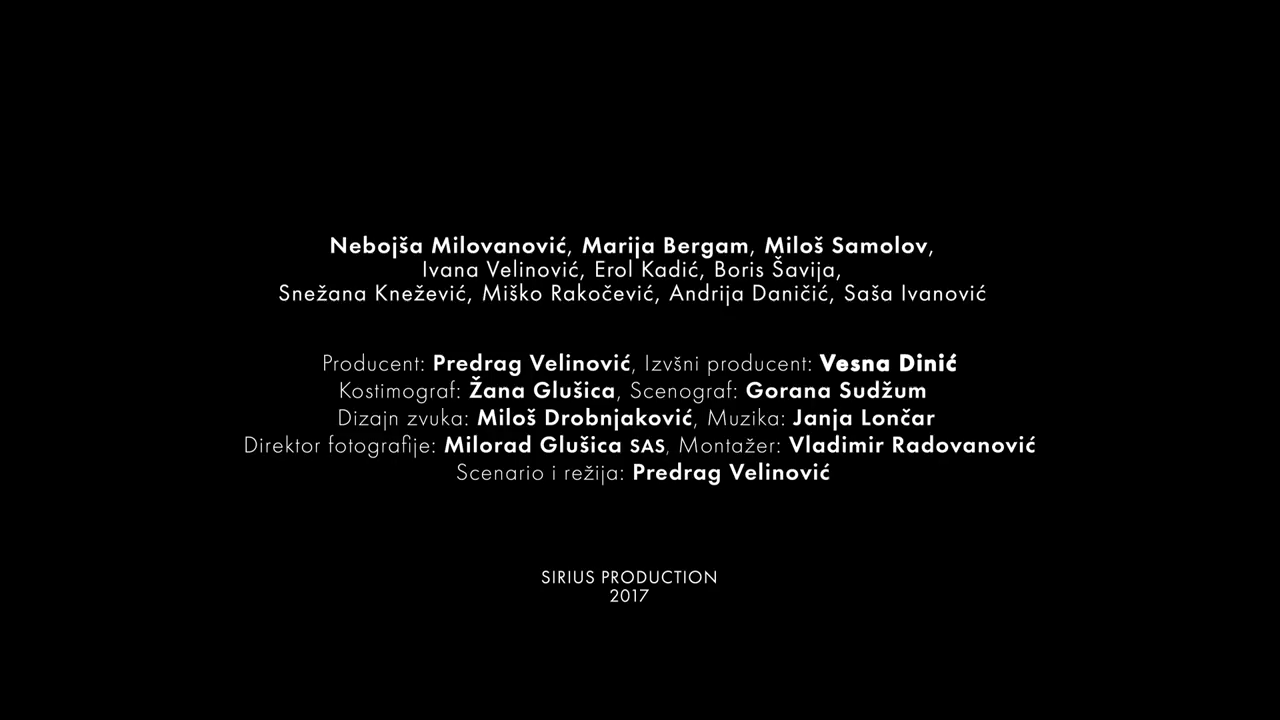 Nebojša Milovanović, Marija Bergam, Miloš Samolov,
Ivana Velinović, Erol Kadić, Boris Šavija,
Snežana Knežević, Miško Rakočević, Andrija Daničić, Saša Ivanović
Producent: Predrag Velinović, Izvšni producent: Vesna Dinić
Kostimograf: Žana Glušica, Scenograf: Gorana Sudžum
Dizajn zvuka: Miloš Drobnjaković, Muzika: Janja Lončar
Direktor fotografije: Milorad Glušica SAS, Montažer: Vladimir Radovanović
Scenario i režija: Predrag Velinović
SIRIUS PRODUCTION
2017